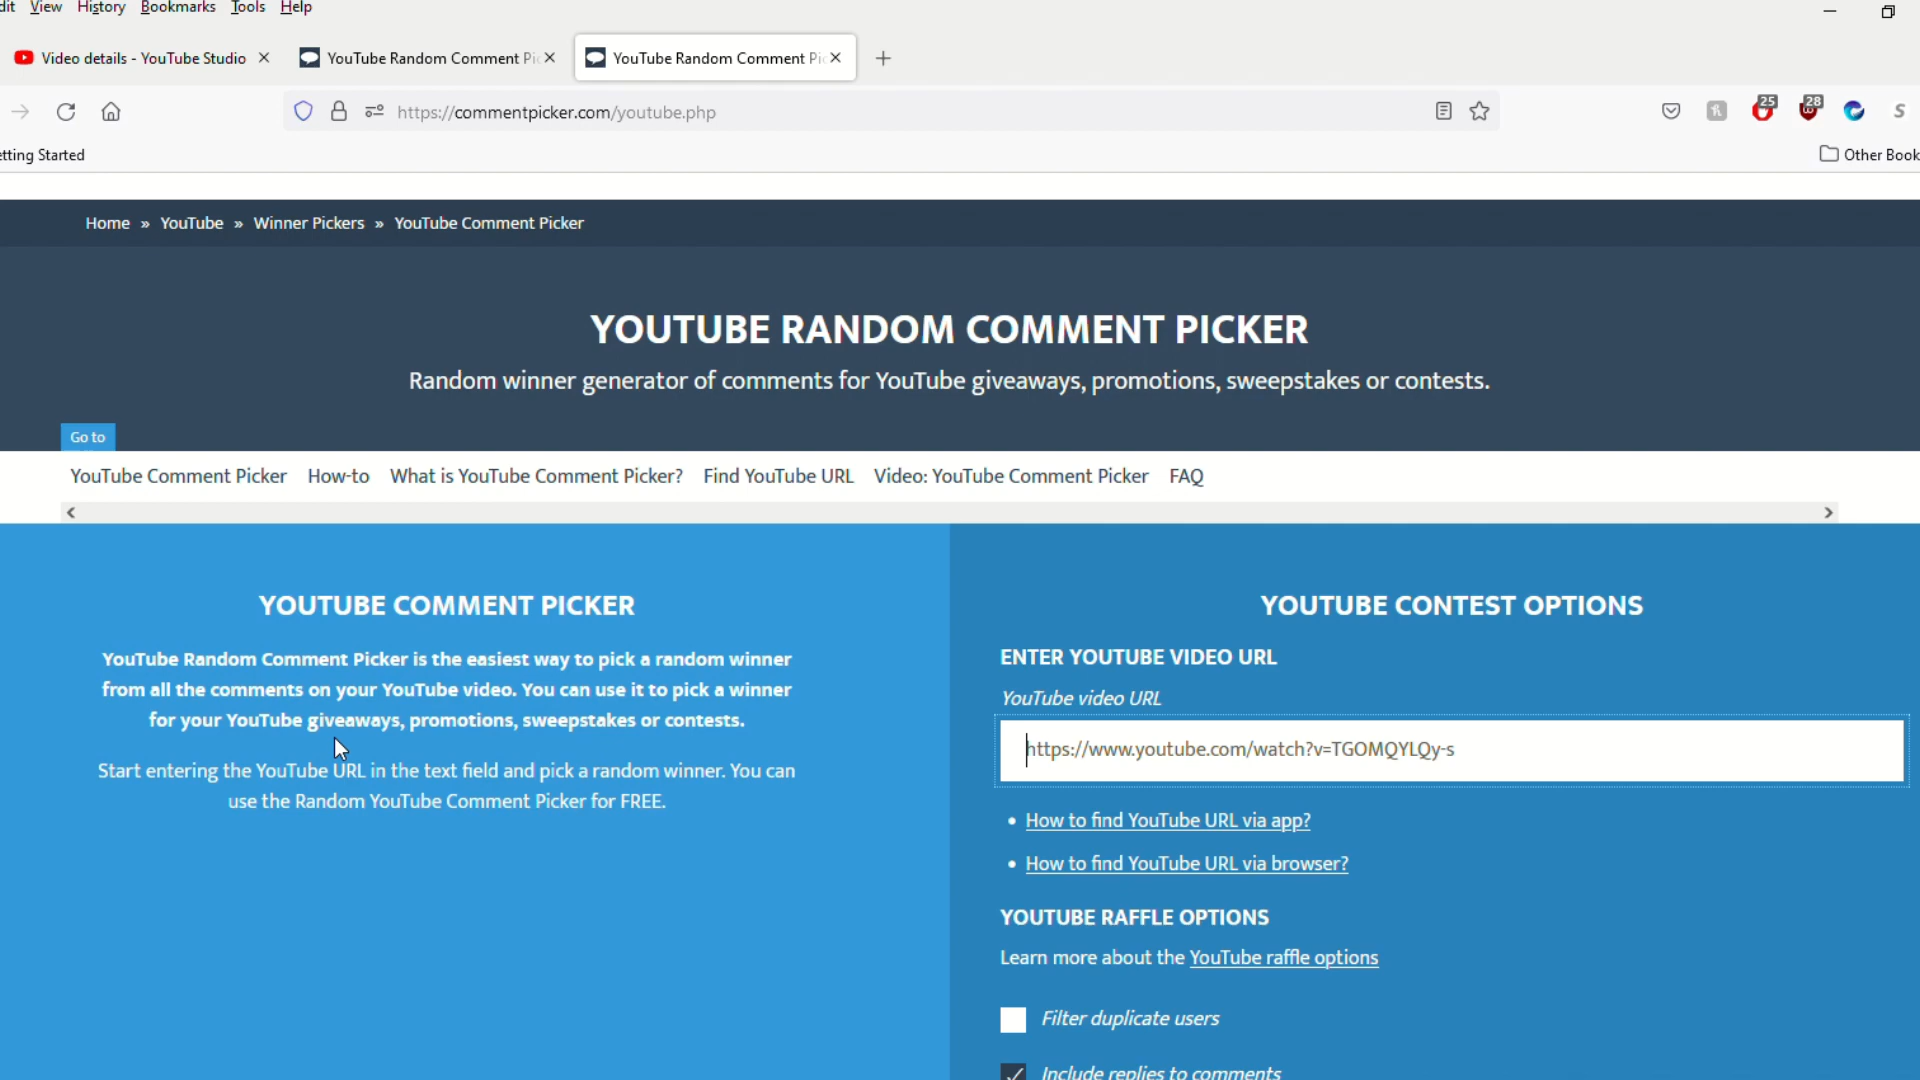 dit View History Bookmarks Tools Help
Video details - YouTube Studio
YouTube Random Comment Pic
YouTube Random Comment Pic
https://commentpicker.com/youtube.php
25
28
S
etting Started
Other Book
Home » YouTube » Winner Pickers » YouTube Comment Picker
YOUTUBE RANDOM COMMENT PICKER
Random winner generator of comments for YouTube giveaways, promotions, sweepstakes or contests.
Go to
YouTube Comment Picker How-to What is YouTube Comment Picker? Find YouTube URL Video: YouTube Comment Picker FAQ
YOUTUBE COMMENT PICKER
YouTube Random Comment Picker is the easiest way to pick a random winner
from all the comments on your YouTube video. You can use it to pick a winner
for your YouTube giveaways, promotions, sweepstakes or contests.
Start entering the YouTube URL in the text field and pick a random winner. You can
use the Random YouTube Comment Picker for FREE.
YOUTUBE CONTEST OPTIONS
ENTER YOUTUBE VIDEO URL
YouTube video URL
https://www.youtube.com/watch?v=TGOMQYLQy-s
• How to find YouTube URL via app?
• How to find YouTube URL via browser?
YOUTUBE RAFFLE OPTIONS
Learn more about the YouTube raffle options
Filter duplicate users
Include replies to comments